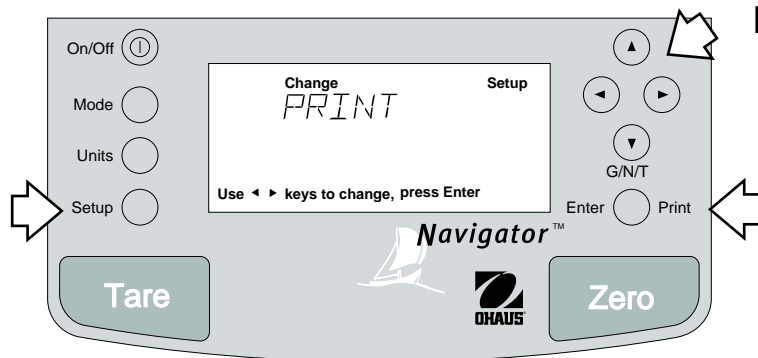 On/Off
Mode
Units
Setup
Change Setup
PRINT
Use ◄ ► keys to change, press Enter
G/N/T
Enter Print
Navigator™
Tare
OHAUS
Zero